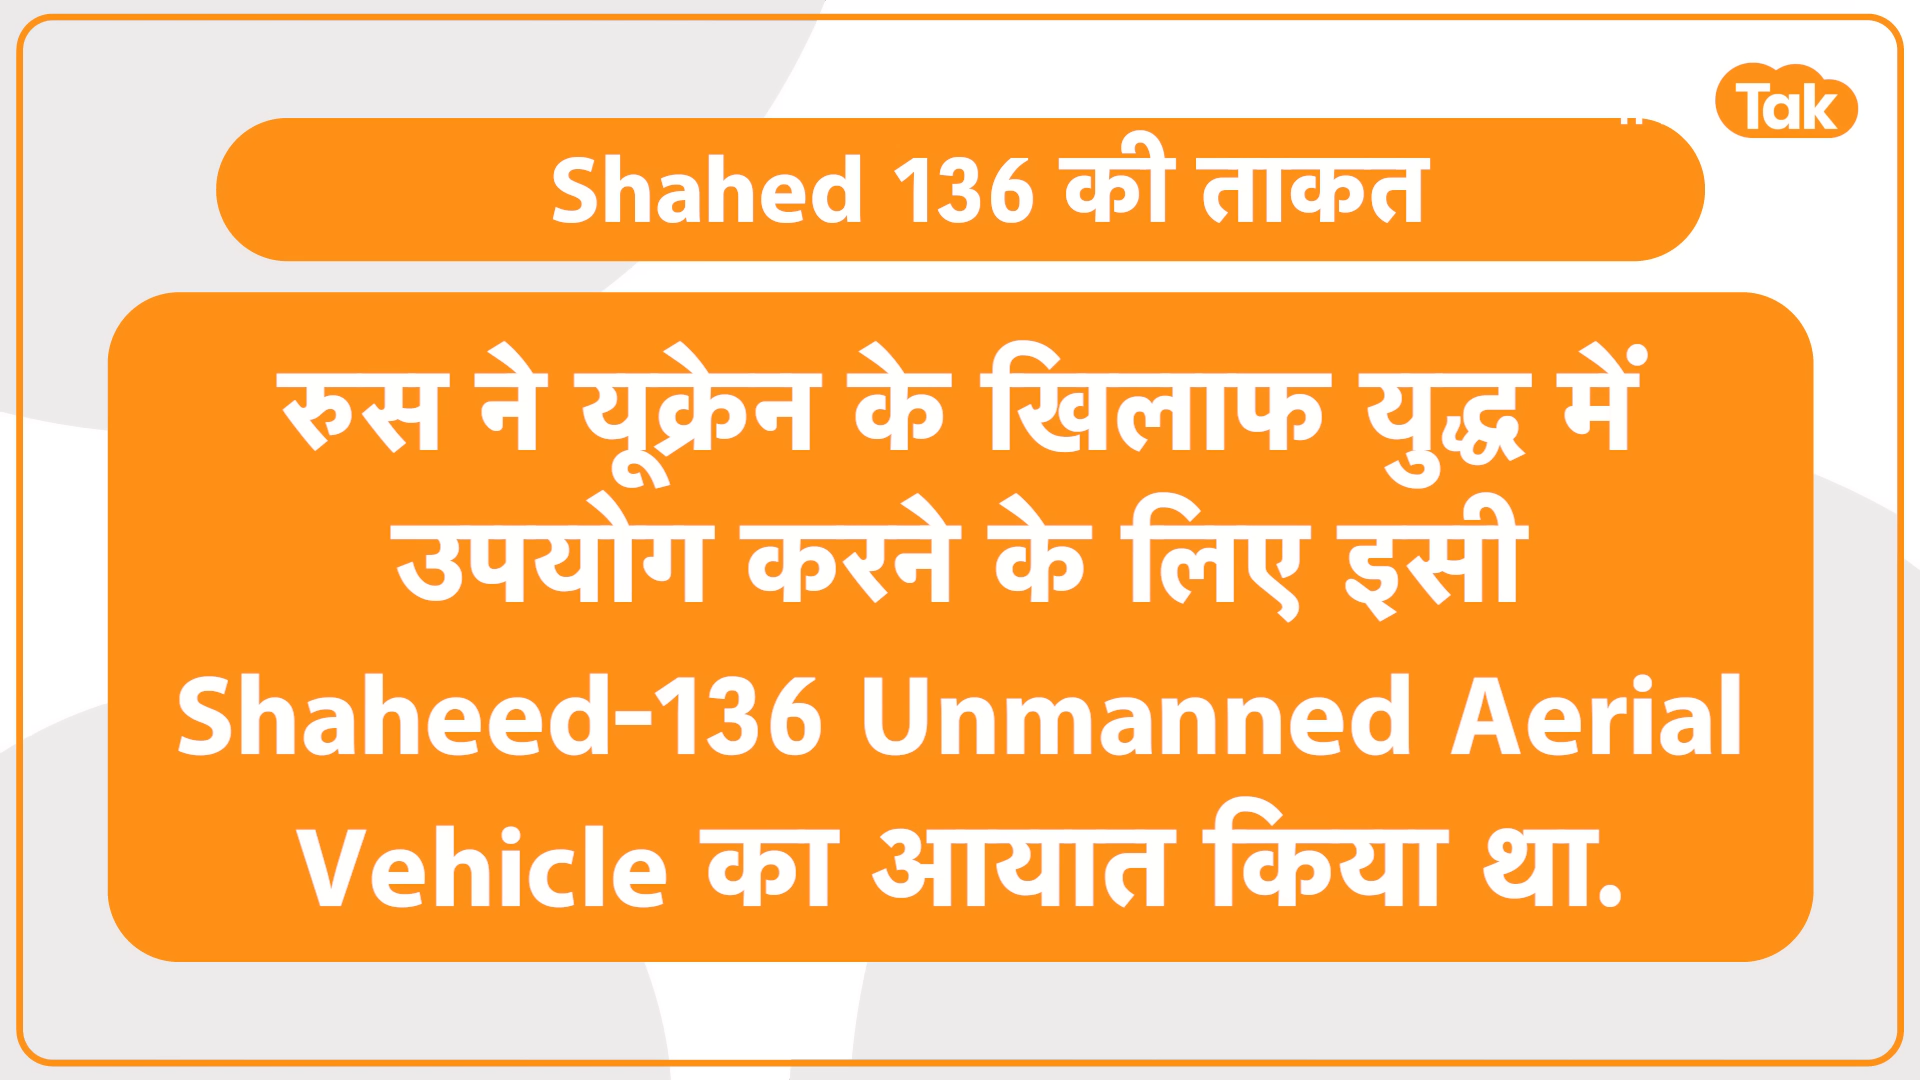 Tak
Shahed 136 की ताकत
रुस ने यूक्रेन के खिलाफ युद्ध में
उपयोग करने के लिए इसी
Shaheed-136 Unmanned Aerial
Vehicle का आयात किया था.